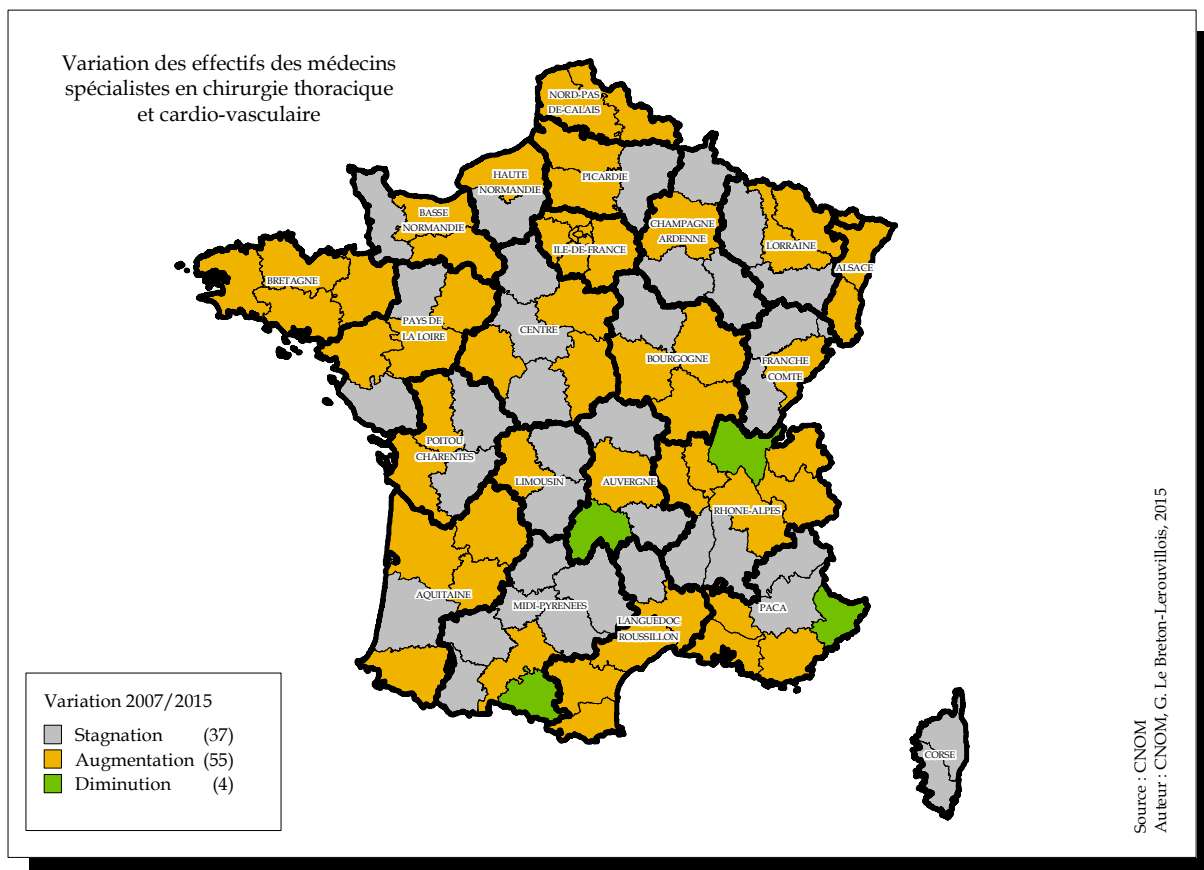 Variation des effectifs des médecins
spécialistes en chirurgie thoracique
et cardio-vasculaire
NORD-PAS
DE-CALAIS
HAUTE
NORMANDIE
PICARDIE
BASSE
NORMANDIE
CHAMPAGNE
ARDENNE
ILE-DE-FRANCE
LORRAINE
ALSACE
BRETAGNE
PAYS DE
LA LOIRE
CENTRE
BOURGOGNE
FRANCHE
COMTE
POITOU
CHARENTES
LIMOUSIN
AUVERGNE
RHONE-ALPES
AQUITAINE
MIDI-PYRENEES
LANGUEDOC-
ROUSSILLON
PACA
CORSE
Variation 2007/2015
Stagnation (37)
Augmentation (55)
Diminution (4)
Source : CNOM
Auteur : CNOM, G. Le Breton-Lerouvillois, 2015